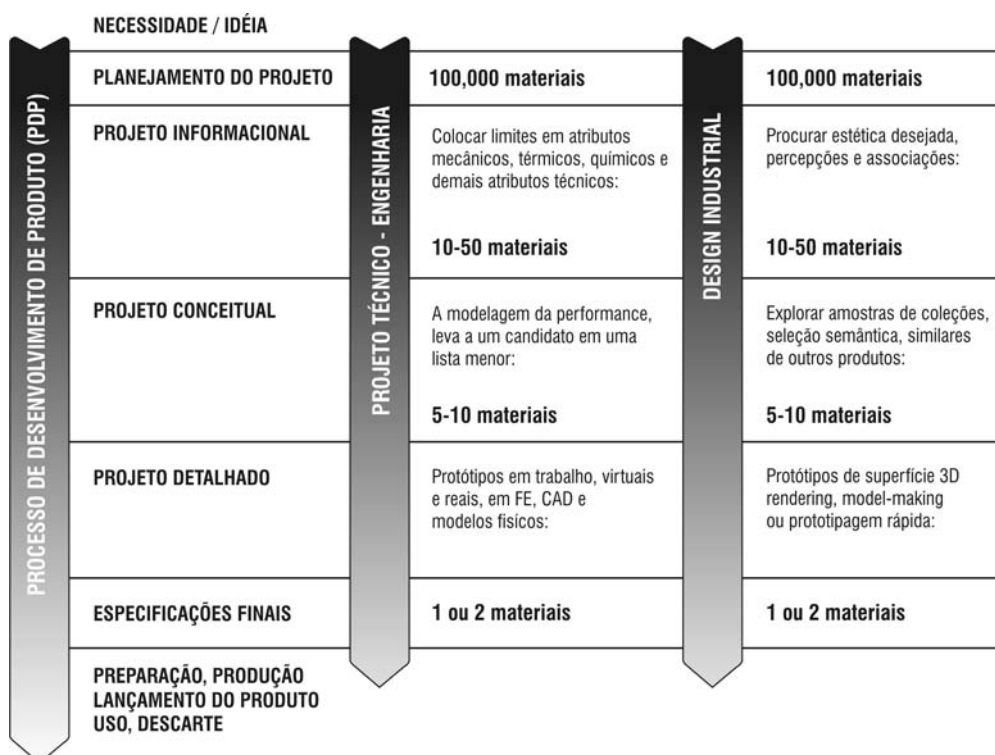 NECESSIDADE / IDÉIA
PROCESSO DE DESENVOLVIMENTO DE PRODUTO (PDP)
PROJETO TÉCNICO - ENGENHARIA
DESIGN INDUSTRIAL
PLANEJAMENTO DO PROJETO
100,000 materiais
100,000 materiais
PROJETO INFORMACIONAL
Colocar limites em atributos
mecânicos, térmicos, químicos e
demais atributos técnicos:
10-50 materiais
Procurar estética desejada,
percepções e associações:
10-50 materiais
PROJETO CONCEITUAL
A modelagem da performance,
leva a um candidato em uma
lista menor:
5-10 materiais
Explorar amostras de coleções,
seleção semântica, similares
de outros produtos:
5-10 materiais
PROJETO DETALHADO
Protótipos em trabalho, virtuais
e reais, em FE, CAD e
modelos fisícos:
Protótipos de superfície 3D
rendering, model-making
ou prototipagem rápida:
ESPECIFICAÇÕES FINAIS
1 ou 2 materiais
1 ou 2 materiais
PREPARAÇÃO, PRODUÇÃO
LANÇAMENTO DO PRODUTO
USO, DESCARTE